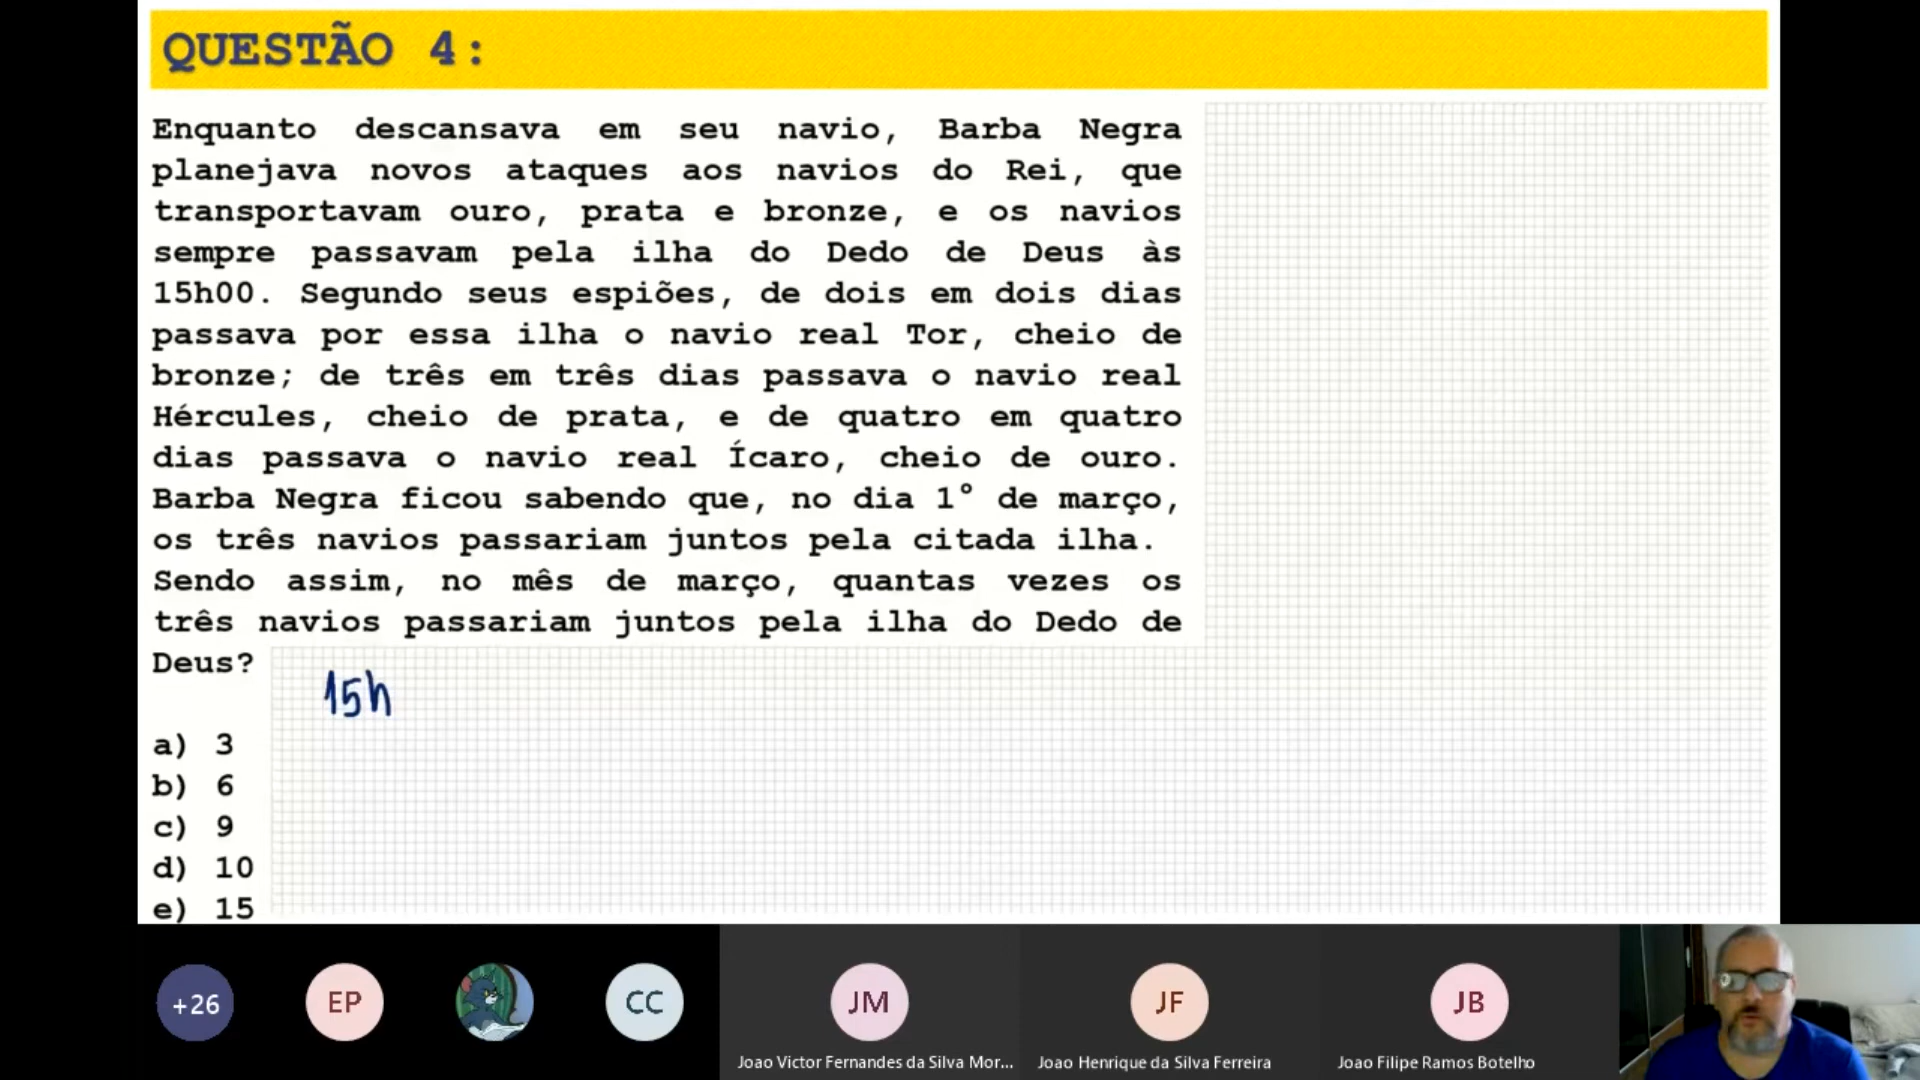 QUESTÃO 4:
Enquanto descansava em seu navio, Barba Negra
planejava novos ataques aos navios do Rei, que
transportavam ouro, prata e bronze, e os navios
sempre passavam pela ilha do Dedo de Deus às
15h00. Segundo seus espiões, de dois em dois dias
passava por essa ilha o navio real Tor, cheio de
bronze; de três em três dias passava o navio real
Hércules, cheio de prata, e de quatro em quatro
dias passava o navio real Ícaro, cheio de ouro.
Barba Negra ficou sabendo que, no dia 1° de março,
os três navios passariam juntos pela citada ilha.
Sendo assim, no mês de março, quantas vezes os
três navios passariam juntos pela ilha do Dedo de
Deus?
15h
a) 3
b) 6
c) 9
d) 10
e) 15
+26
EP
CC
JM
JF
JB
Joao Victor Fernandes da Silva Mor...
Joao Henrique da Silva Ferreira
Joao Filipe Ramos Botelho